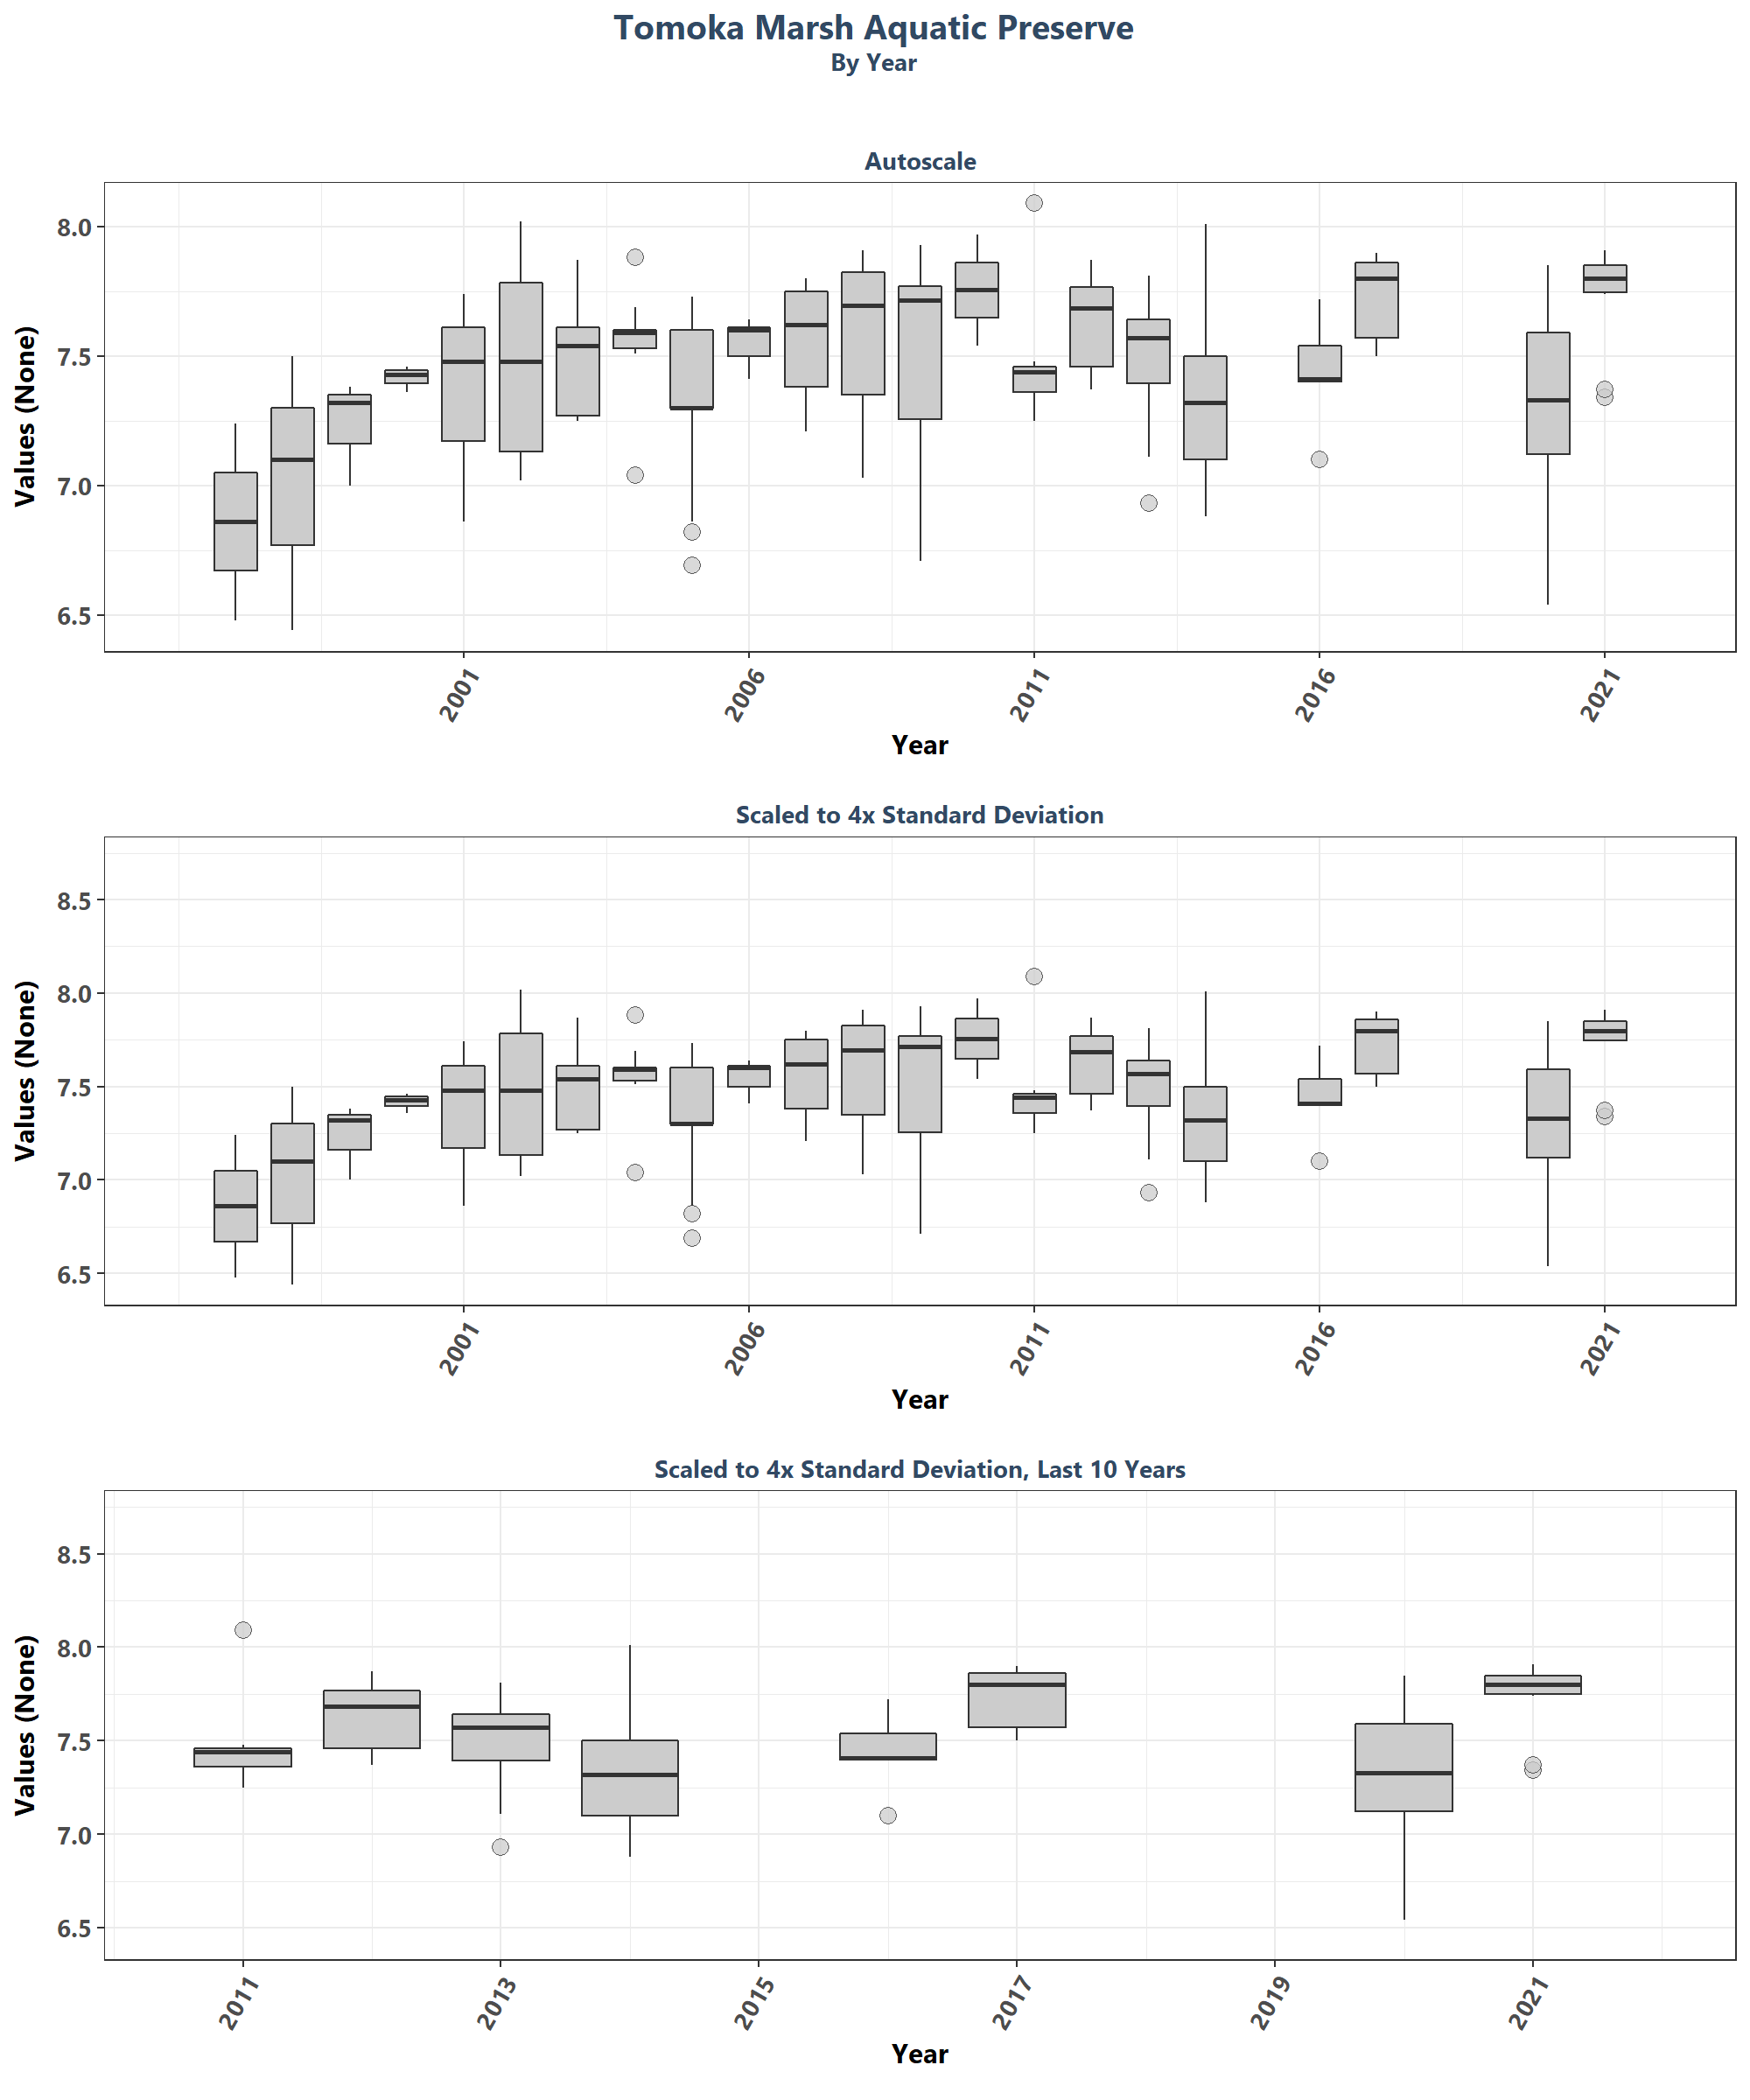 Tomoka Marsh Aquatic Preserve
By Year
Autoscale
Values (None)
8.0
7.5
7.0
6.5
2001 2006 2011 2016 2021
Year
Scaled to 4x Standard Deviation
Values (None)
8.5
8.0
7.5
7.0
6.5
2001 2006 2011 2016 2021
Year
Scaled to 4x Standard Deviation, Last 10 Years
Values (None)
8.5
8.0
7.5
7.0
6.5
2011 2013 2015 2017 2019 2021
Year